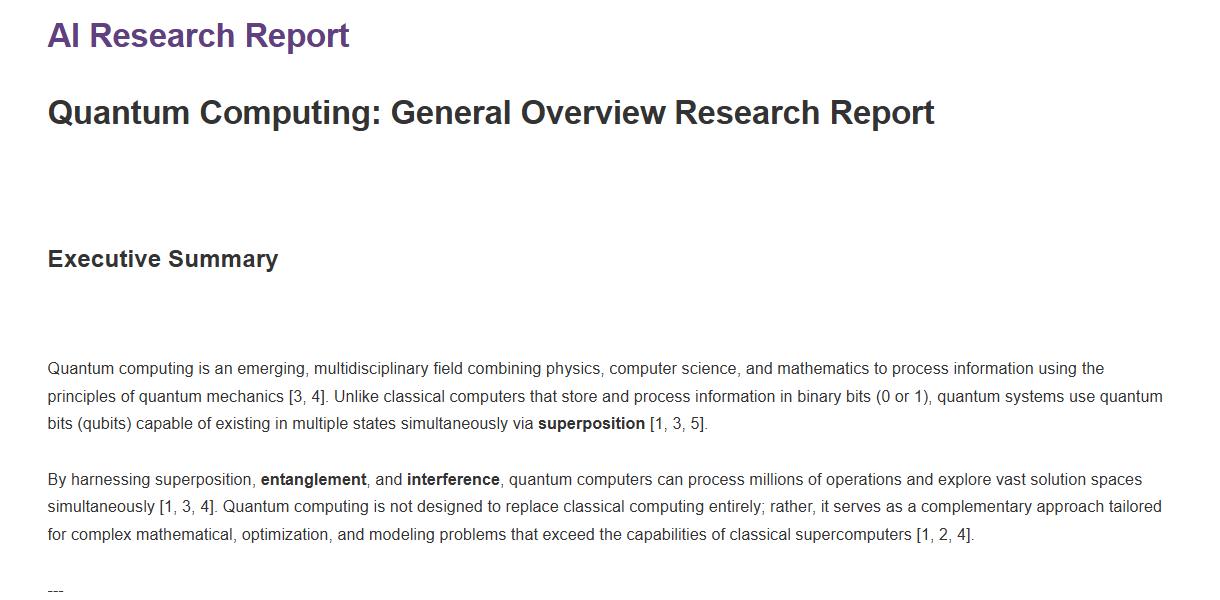 AI Research Report
Quantum Computing: General Overview Research Report
Executive Summary
Quantum computing is an emerging, multidisciplinary field combining physics, computer science, and mathematics to process information using the
principles of quantum mechanics [3, 4]. Unlike classical computers that store and process information in binary bits (0 or 1), quantum systems use quantum
bits (qubits) capable of existing in multiple states simultaneously via superposition [1, 3, 5].
By harnessing superposition, entanglement, and interference, quantum computers can process millions of operations and explore vast solution spaces
simultaneously [1, 3, 4]. Quantum computing is not designed to replace classical computing entirely; rather, it serves as a complementary approach tailored
for complex mathematical, optimization, and modeling problems that exceed the capabilities of classical supercomputers [1, 2, 4].
---